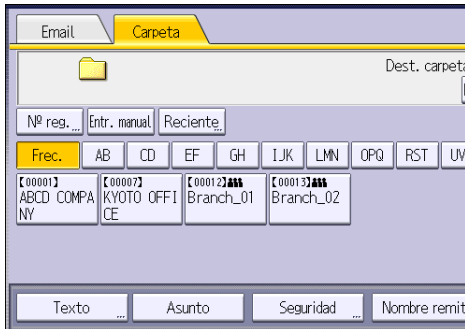 Email Carpeta
Dest. carpeta
Nº reg. Entr. manual Reciente
Frec. AB CD EF GH IJK LMN OPQ RST UV
【00001】 【00007】 【00012】 【00013】
ABCD COMPA KYOTO OFFI Branch_01 Branch_02
NY CE
Texto Asunto Seguridad Nombre remit